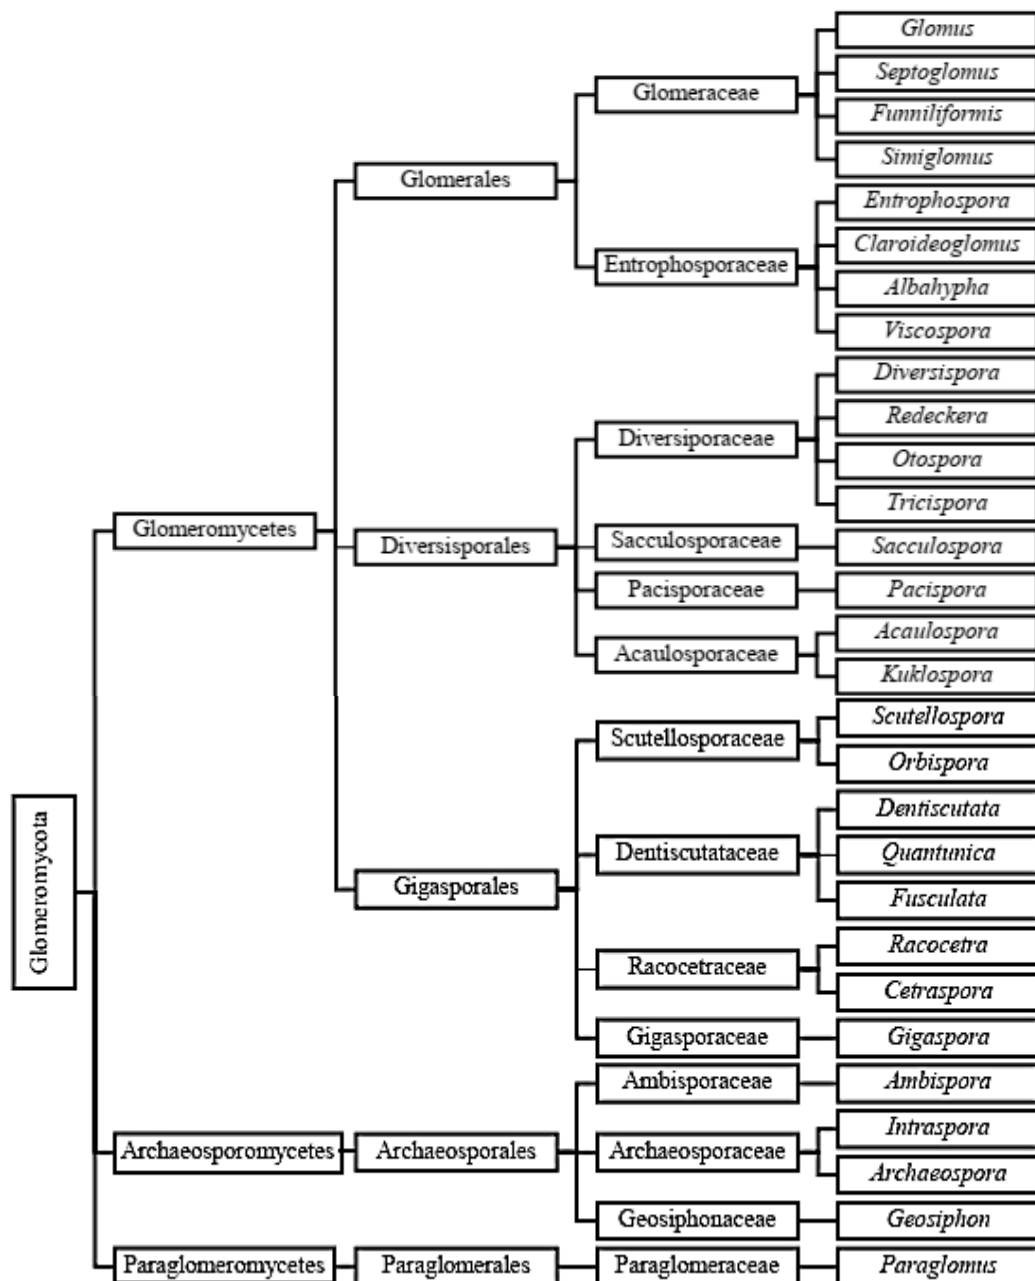 Glomus
Septoglomus
Glomeraceae
Funniliformis
Simiglomus
Glomerales
Entrophospora
Claroideoglomus
Entrophosporaceae
Albahypha
Viscospora
Diversispora
Redeckera
Diversiporaceae
Otospora
Tricispora
Glomeromycetes
Diversisporales
Sacculosporaceae
Sacculospora
Pacisporaceae
Pacispora
Acaulospora
Acaulosporaceae
Kuklospora
Scutellospora
Scutellosporaceae
Orbispora
Dentiscutata
Dentiscutataceae
Quantunica
Fusculata
Gigasporales
Glomeromycota
Racocetra
Racocetraceae
Cetraspora
Gigasporaceae
Gigaspora
Ambisporaceae
Ambispora
Intraspora
Archaeosporomycetes
Archaeosporales
Archaeosporaceae
Archaeospora
Geosiphonaceae
Geosiphon
Paraglomeromycetes
Paraglomerales
Paraglomeraceae
Paraglomus